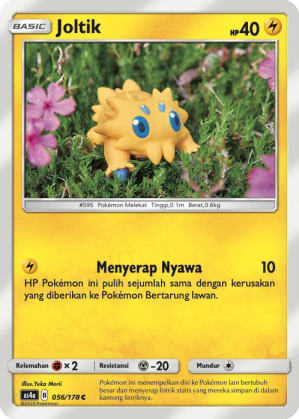 BASIC Joltik HP40
#595 Pokémon Melekat Tinggi,0.1m Berat,0.6kg
Menyerap Nyawa 10
HP Pokémon ini pulih sejumlah sama dengan kerusakan
yang diberikan ke Pokémon Bertarung lawan.
Kelemahan ×2 Resistansi -20 Mundur
Illus.Yuka Morii
Pokémon ini menempelkan diri ke Pokémon lain bertubuh
besar dan menyerap listrik statis yang mereka simpan di dalam
kantong listriknya.
056/178 C
©2020 Pokémon